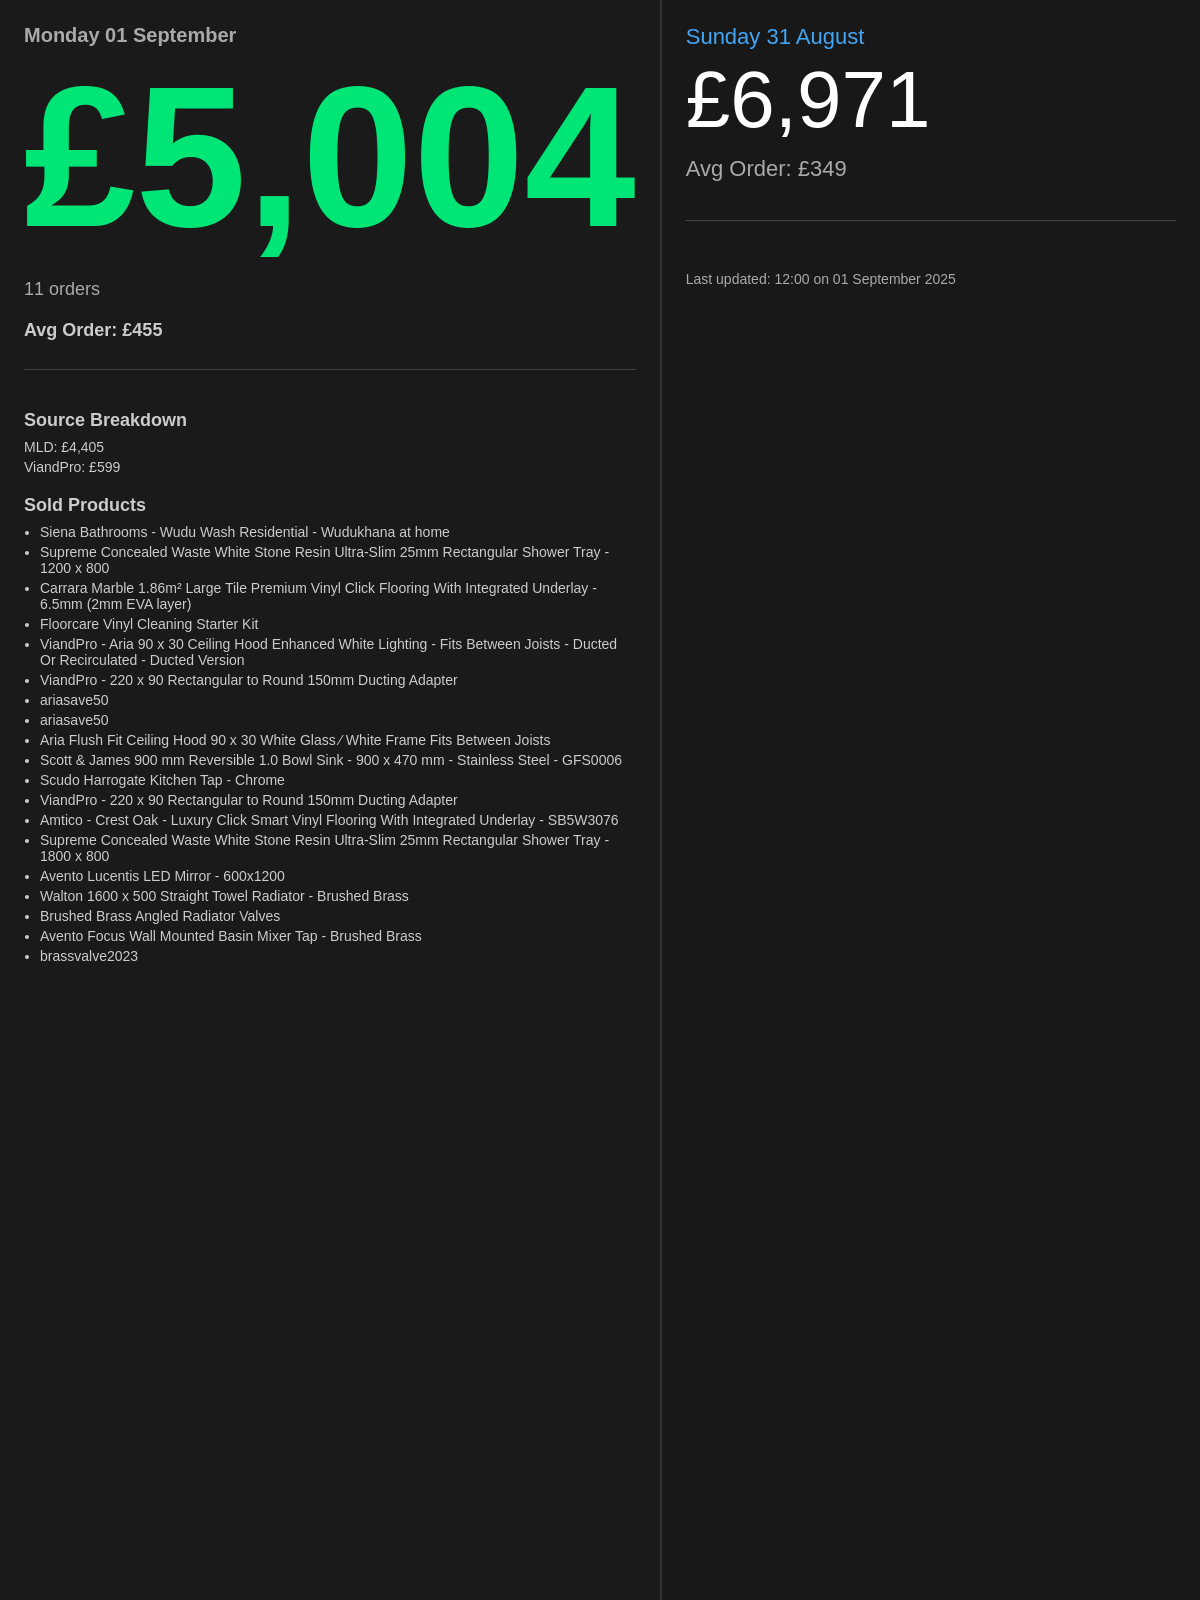 Monday 01 September
£5,004
11 orders
Avg Order: £455
Source Breakdown
MLD: £4,405
ViandPro: £599
Sold Products
• Siena Bathrooms - Wudu Wash Residential - Wudukhana at home
• Supreme Concealed Waste White Stone Resin Ultra-Slim 25mm Rectangular Shower Tray -
1200 x 800
• Carrara Marble 1.86m² Large Tile Premium Vinyl Click Flooring With Integrated Underlay -
6.5mm (2mm EVA layer)
• Floorcare Vinyl Cleaning Starter Kit
• ViandPro - Aria 90 x 30 Ceiling Hood Enhanced White Lighting - Fits Between Joists - Ducted
Or Recirculated - Ducted Version
• ViandPro - 220 x 90 Rectangular to Round 150mm Ducting Adapter
• ariasave50
• ariasave50
• Aria Flush Fit Ceiling Hood 90 x 30 White Glass ⁄ White Frame Fits Between Joists
• Scott & James 900 mm Reversible 1.0 Bowl Sink - 900 x 470 mm - Stainless Steel - GFS0006
• Scudo Harrogate Kitchen Tap - Chrome
• ViandPro - 220 x 90 Rectangular to Round 150mm Ducting Adapter
• Amtico - Crest Oak - Luxury Click Smart Vinyl Flooring With Integrated Underlay - SB5W3076
• Supreme Concealed Waste White Stone Resin Ultra-Slim 25mm Rectangular Shower Tray -
1800 x 800
• Avento Lucentis LED Mirror - 600x1200
• Walton 1600 x 500 Straight Towel Radiator - Brushed Brass
• Brushed Brass Angled Radiator Valves
• Avento Focus Wall Mounted Basin Mixer Tap - Brushed Brass
• brassvalve2023
Sunday 31 August
£6,971
Avg Order: £349
Last updated: 12:00 on 01 September 2025